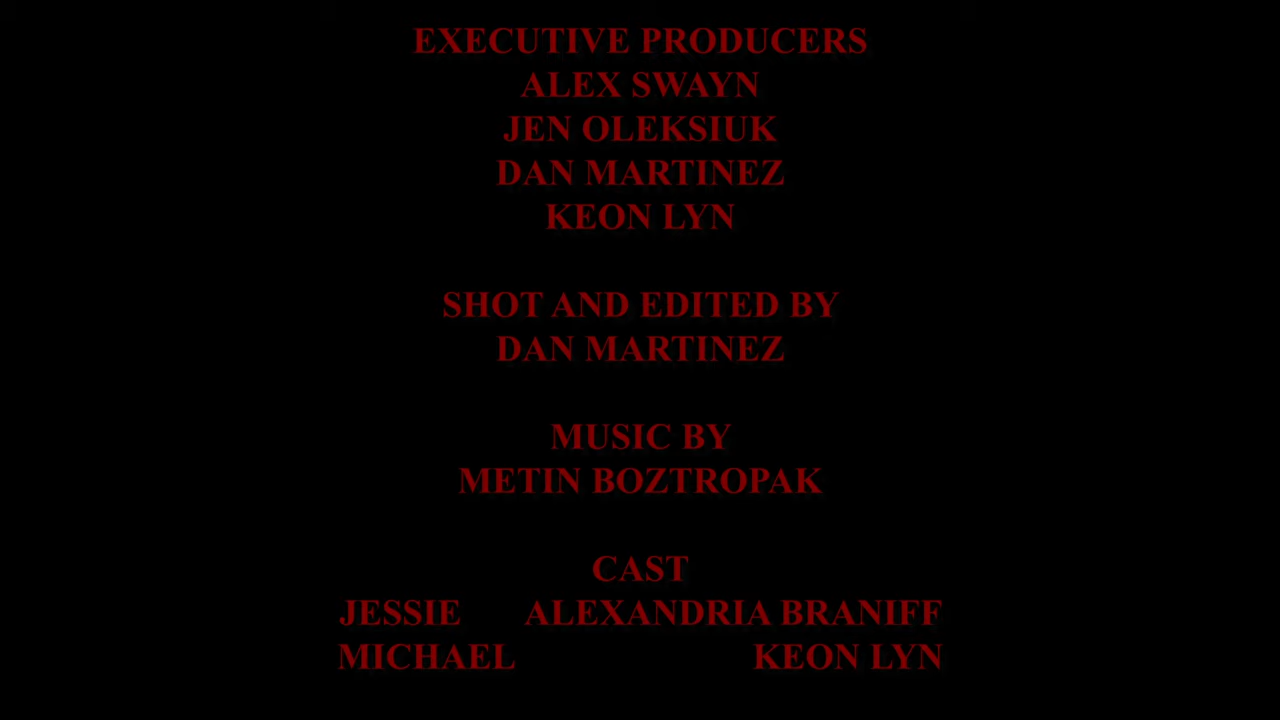 EXECUTIVE PRODUCERS
ALEX SWAYN
JEN OLEKSIUK
DAN MARTINEZ
KEON LYN
SHOT AND EDITED BY
DAN MARTINEZ
MUSIC BY
METIN BOZTROPAK
CAST
JESSIE ALEXANDRIA BRANIFF
MICHAEL KEON LYN